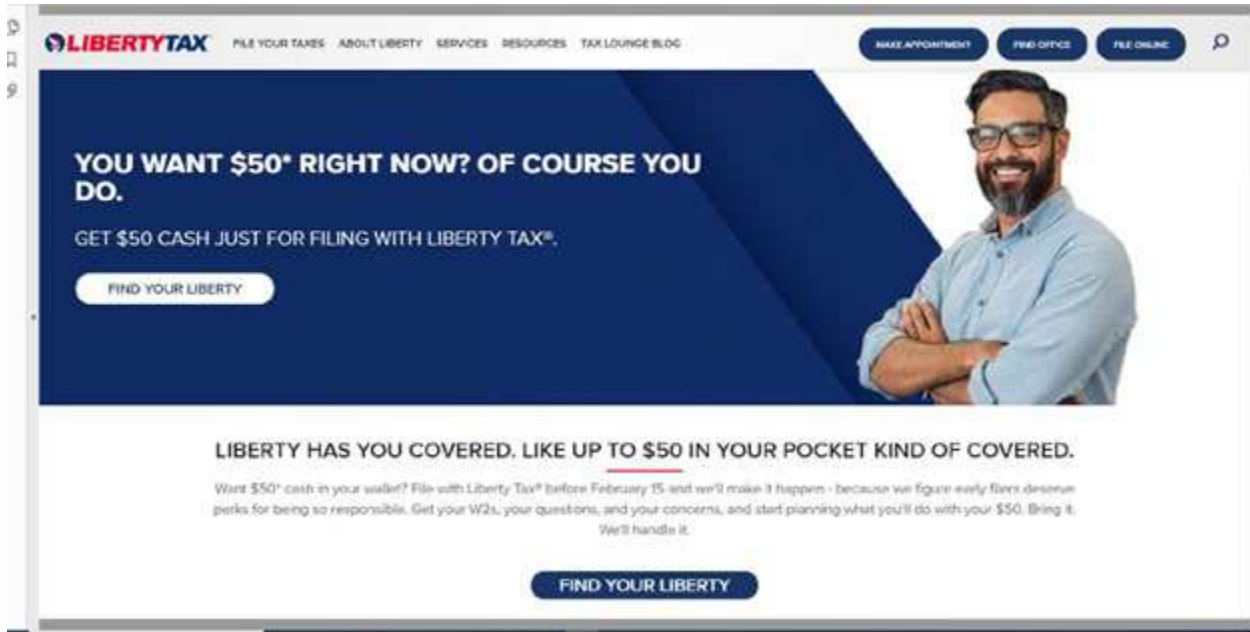 LIBERTYTAX
FILE YOUR TAXES ABOUT LIBERTY SERVICES RESOURCES TAX LOUNGE BLOG
MAKE APPOINTMENT FIND OFFICE FILE ONLINE
YOU WANT $50* RIGHT NOW? OF COURSE YOU
DO.
GET $50 CASH JUST FOR FILING WITH LIBERTY TAX®.
FIND YOUR LIBERTY
LIBERTY HAS YOU COVERED. LIKE UP TO $50 IN YOUR POCKET KIND OF COVERED.
Want $50* cash in your wallet? File with Liberty Tax® before February 15 and we'll make it happen - because we figure early filers deserve
perks for being so responsible. Get your W2s, your questions, and your concerns, and start planning what you'll do with your $50. Bring it.
We'll handle it.
FIND YOUR LIBERTY